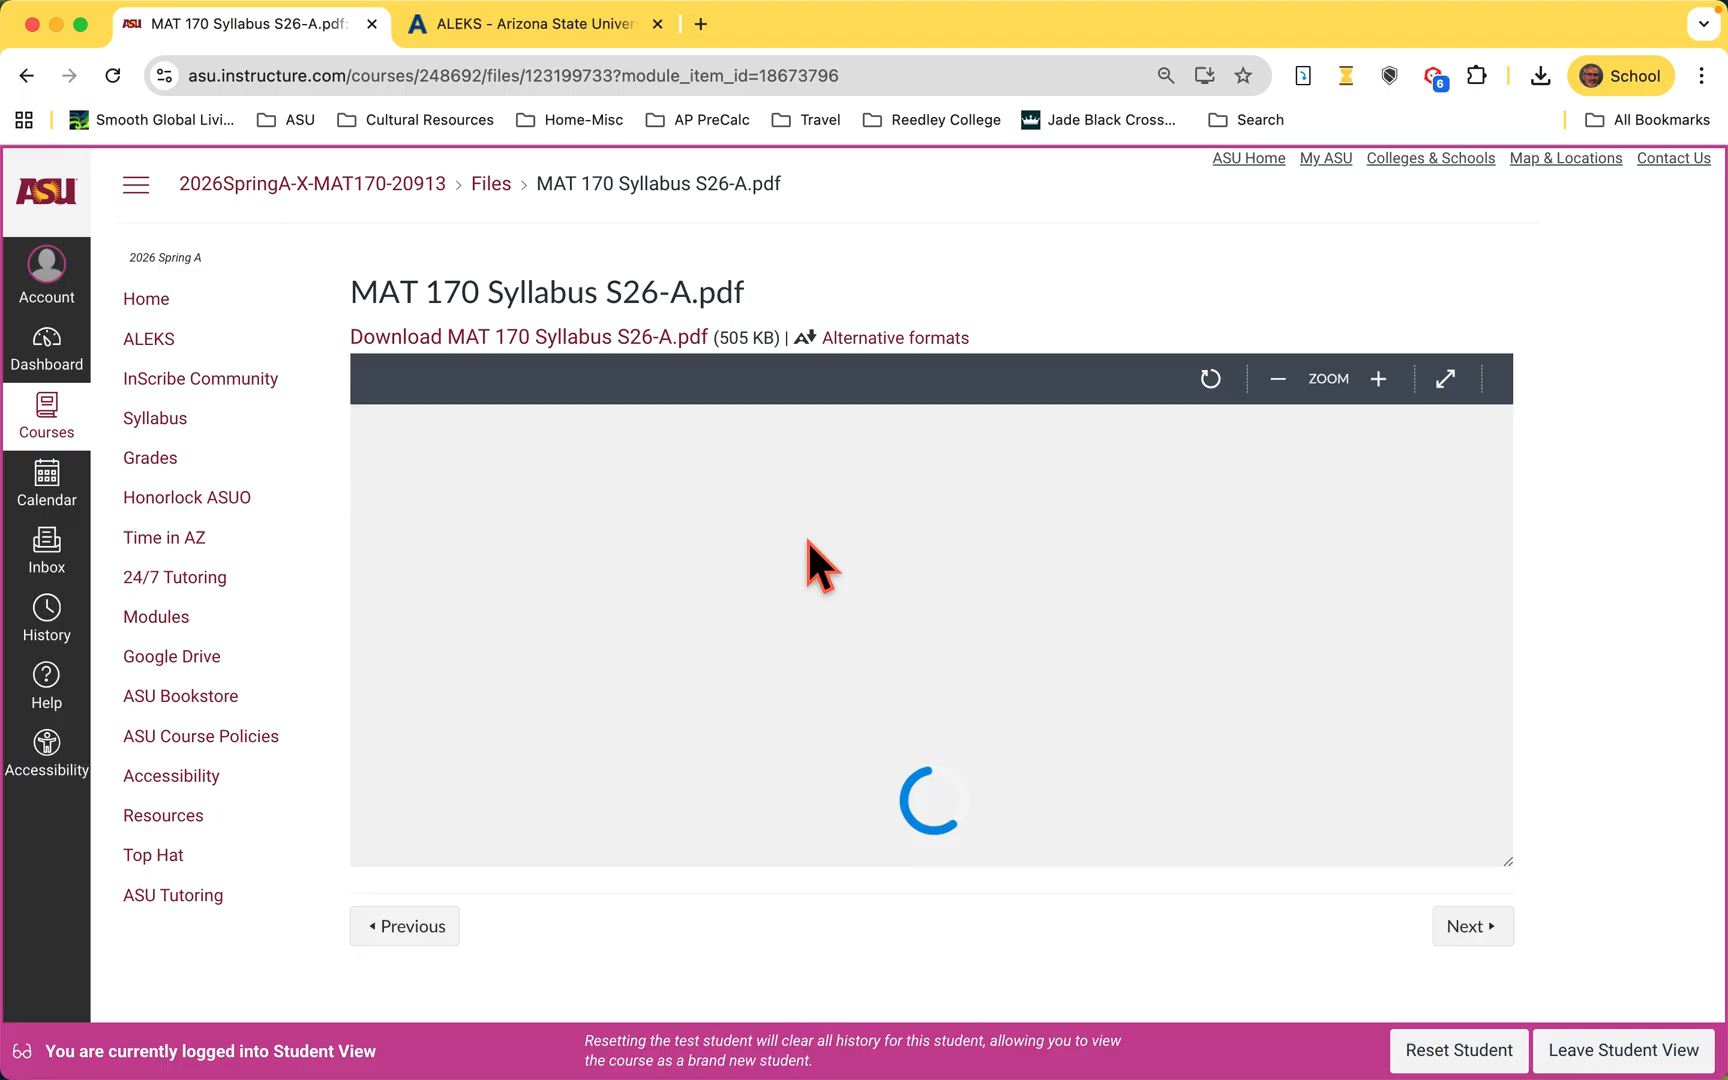 MAT 170 Syllabus S26-A.pdf
ALEKS - Arizona State Univer
asu.instructure.com/courses/248692/files/123199733?module_item_id=18673796
6
School
Smooth Global Livi...
ASU
Cultural Resources
Home-Misc
AP PreCalc
Travel
Reedley College
Jade Black Cross...
Search
All Bookmarks
ASU Home
My ASU
Colleges & Schools
Map & Locations
Contact Us
ASU
2026SpringA-X-MAT170-20913 › Files › MAT 170 Syllabus S26-A.pdf
Account
Dashboard
Courses
Calendar
Inbox
History
Help
Accessibility
2026 Spring A
Home
ALEKS
InScribe Community
Syllabus
Grades
Honorlock ASUO
Time in AZ
24/7 Tutoring
Modules
Google Drive
ASU Bookstore
ASU Course Policies
Accessibility
Resources
Top Hat
ASU Tutoring
MAT 170 Syllabus S26-A.pdf
Download MAT 170 Syllabus S26-A.pdf (505 KB) | Alternative formats
ZOOM
Previous
Next
You are currently logged into Student View
Resetting the test student will clear all history for this student, allowing you to view
the course as a brand new student.
Reset Student
Leave Student View